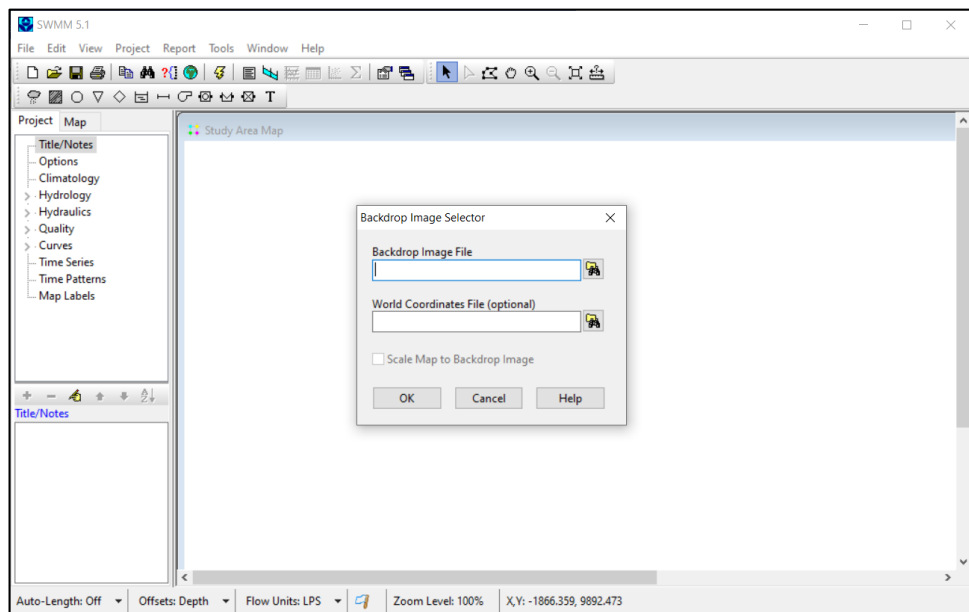 SWMM 5.1
File Edit View Project Report Tools Window Help
T
Project Map
Study Area Map
Title/Notes
Options
Climatology
Hydrology
Hydraulics
Quality
Curves
Time Series
Time Patterns
Map Labels
Backdrop Image Selector
Backdrop Image File
World Coordinates File (optional)
Scale Map to Backdrop Image
OK Cancel Help
Title/Notes
Auto-Length: Off Offsets: Depth Flow Units: LPS Zoom Level: 100% X,Y: -1866.359, 9892.473